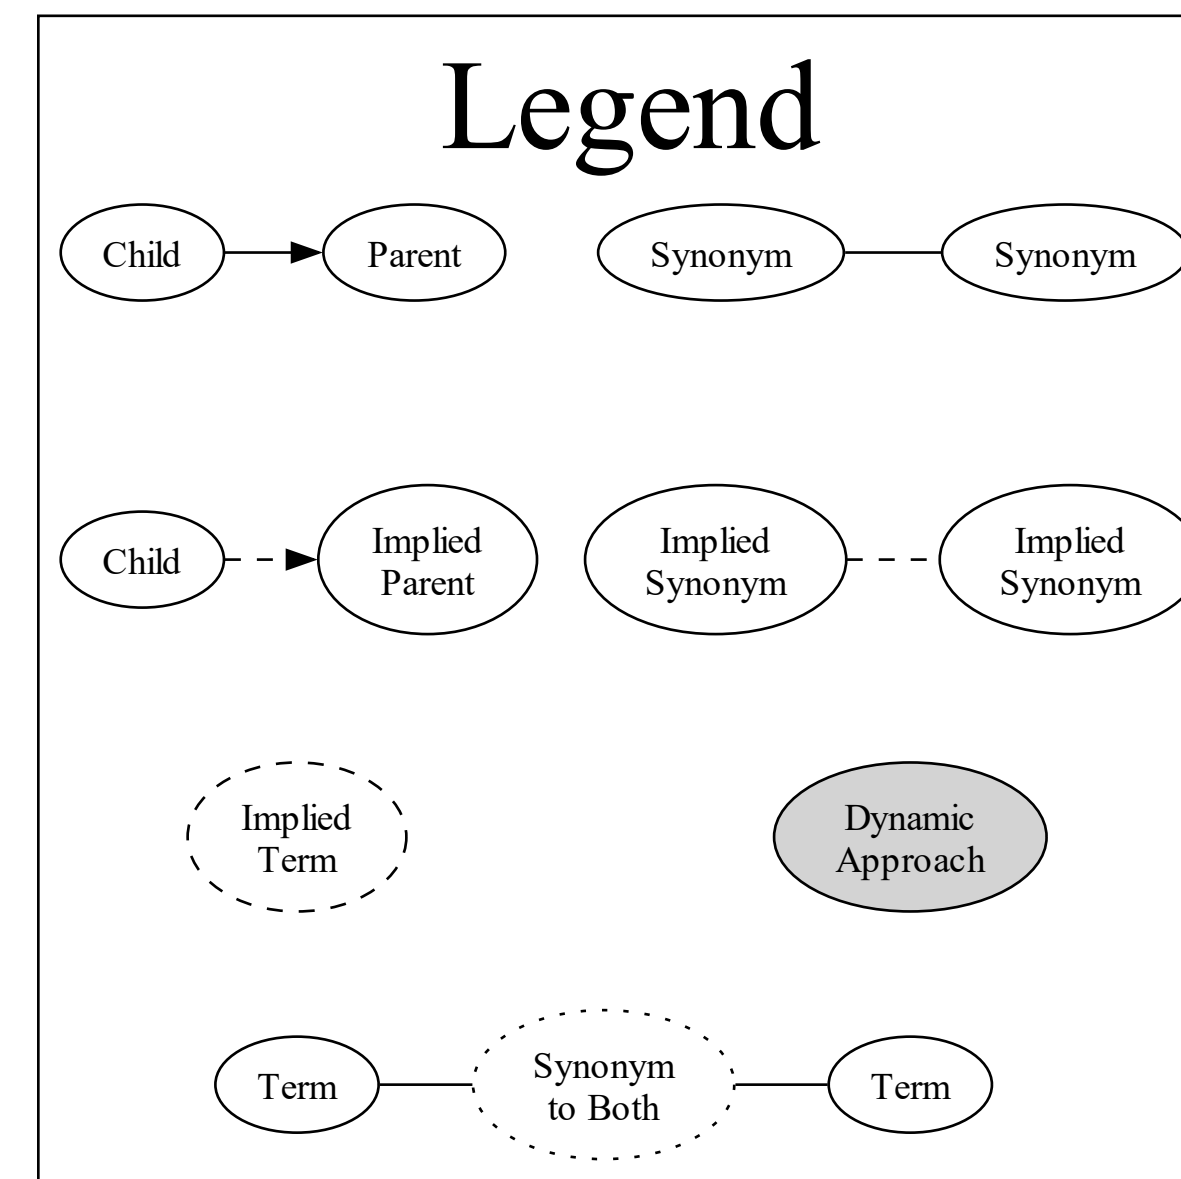 Legend
Child
Parent
Synonym
Synonym
Child
Implied
Parent
Implied
Synonym
Implied
Synonym
Implied
Term
Dynamic
Approach
Term
Synonym
to Both
Term